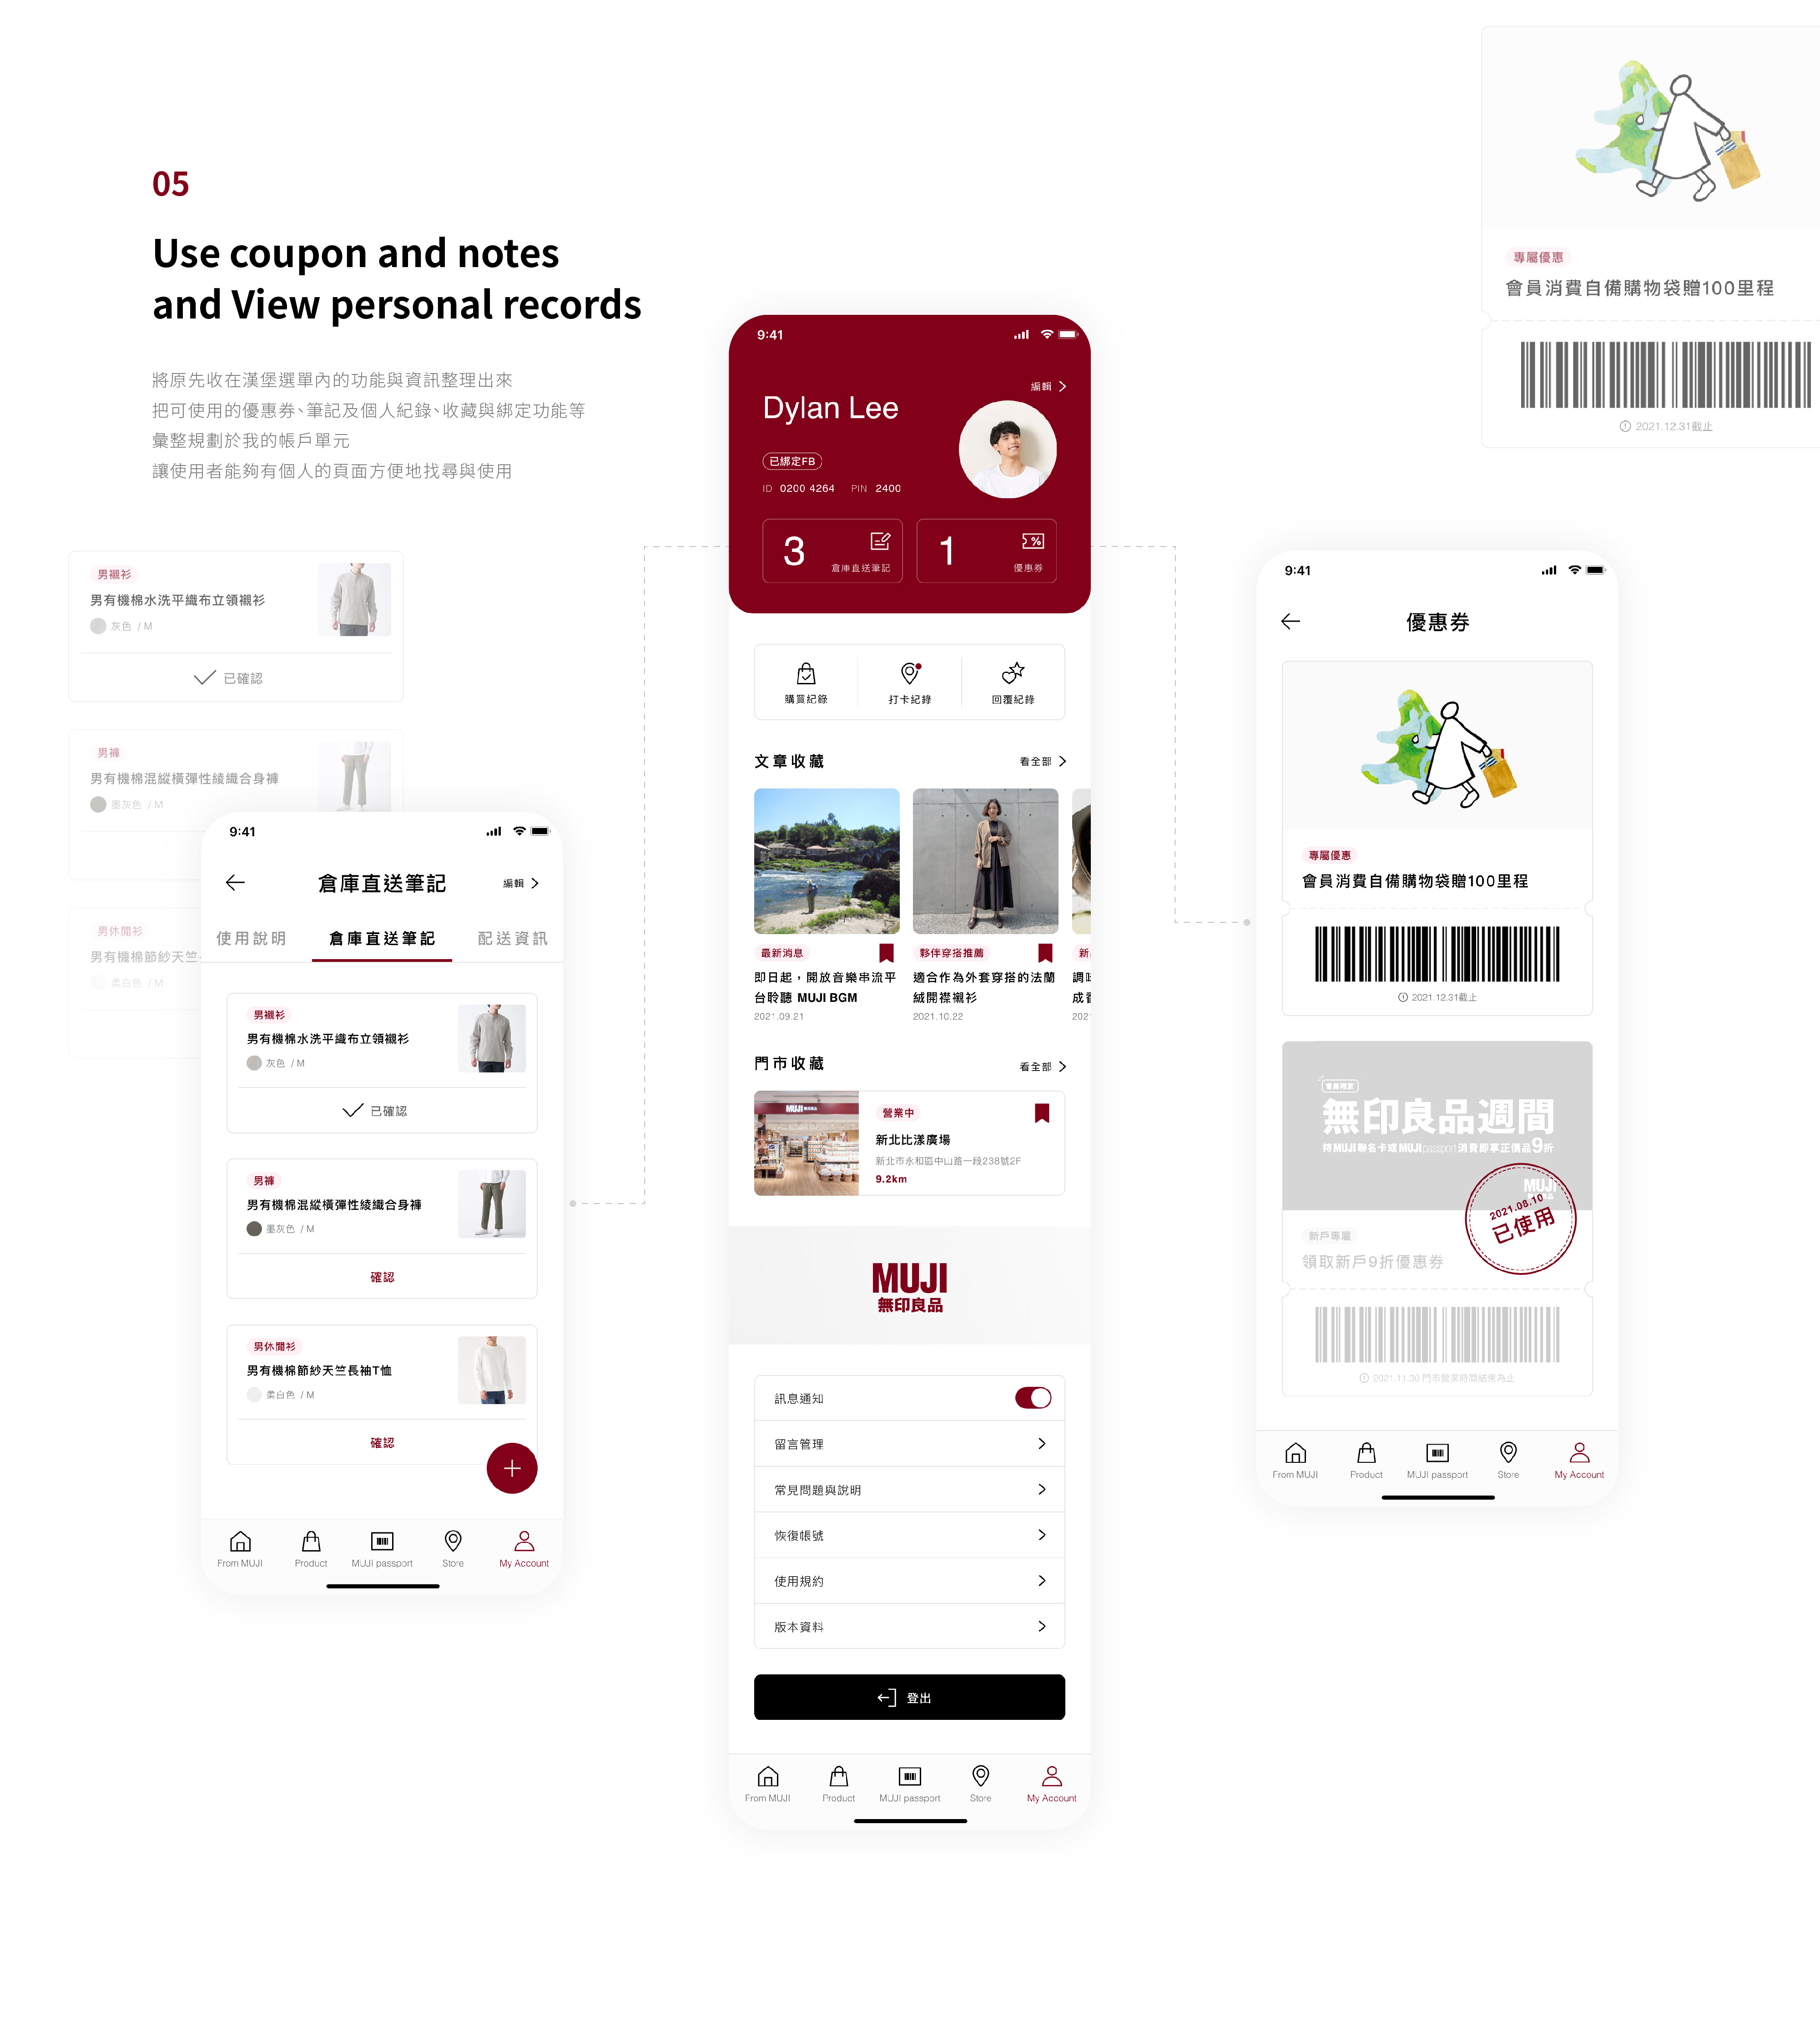 05
Use coupon and notes
and View personal records
將原先收在漢堡選單內的功能與資訊整理出來
把可使用的優惠券、筆記及個人紀錄、收藏與綁定功能等
彙整規劃於我的帳戶單元
讓使用者能夠有個人的頁面方便地找尋與使用
專屬優惠
會員消費自備購物袋贈100里程
2021.12.31截止
男襯衫
男有機棉水洗平織布立領襯衫
灰色 / M
已確認
男褲
男有機棉混縱橫彈性綾織合身褲
墨灰色 / M
男休閒衫
男有機棉節紗天竺
柔白色 / M
9:41
倉庫直送筆記
編輯
使用說明
倉庫直送筆記
配送資訊
男襯衫
男有機棉水洗平織布立領襯衫
灰色 / M
已確認
男褲
男有機棉混縱橫彈性綾織合身褲
墨灰色 / M
確認
男休閒衫
男有機棉節紗天竺長袖T恤
柔白色 / M
確認
From MUJI
Product
MUJI passport
Store
My Account
9:41
編輯
Dylan Lee
已綁定FB
ID 0200 4264 PIN 2400
3
倉庫直送筆記
1
優惠券
購買紀錄
打卡紀錄
回覆紀錄
文章收藏
看全部
最新消息
即日起，開放音樂串流平
台聆聽 MUJI BGM
2021.09.21
夥伴穿搭推薦
適合作為外套穿搭的法蘭
絨開襟襯衫
2021.10.22
新
調
成
202
門市收藏
看全部
MUJI 無印良品
營業中
新北比漾廣場
新北市永和區中山路一段238號2F
9.2km
MUJI
無印良品
訊息通知
留言管理
常見問題與說明
恢復帳號
使用規約
版本資料
登出
From MUJI
Product
MUJI passport
Store
My Account
9:41
優惠券
專屬優惠
會員消費自備購物袋贈100里程
2021.12.31截止
會員限定
無印良品週間
持MUJI聯名卡或MUJI passport消費即享正價品9折
MUJI
無印良品
2021.08.10
已使用
新戶專屬
領取新戶9折優惠券
2021.11.30 門市營業時間結束為止
From MUJI
Product
MUJI passport
Store
My Account